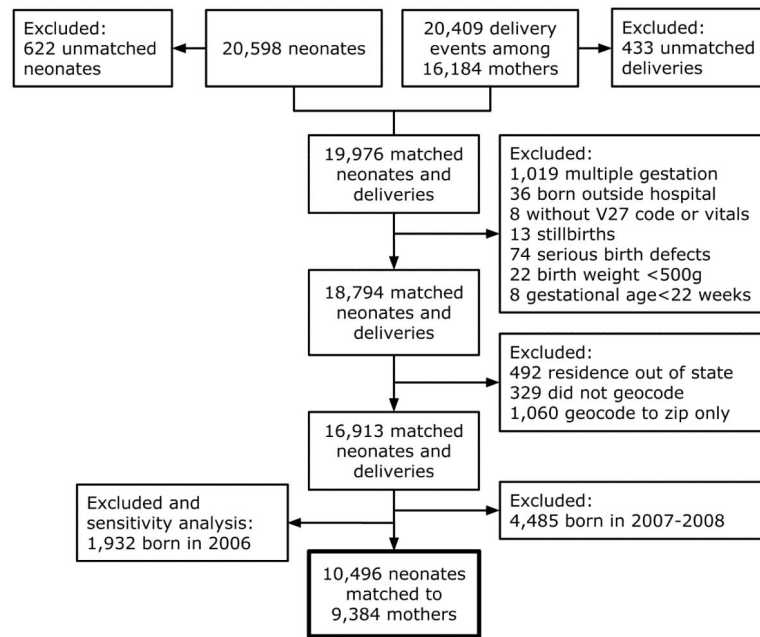 Excluded:
622 unmatched
neonates
20,598 neonates
20,409 delivery
events among
16,184 mothers
Excluded:
433 unmatched
deliveries
19,976 matched
neonates and
deliveries
Excluded:
1,019 multiple gestation
36 born outside hospital
8 without V27 code or vitals
13 stillbirths
74 serious birth defects
22 birth weight <500g
8 gestational age<22 weeks
18,794 matched
neonates and
deliveries
Excluded:
492 residence out of state
329 did not geocode
1,060 geocode to zip only
16,913 matched
neonates and
deliveries
Excluded and
sensitivity analysis:
1,932 born in 2006
Excluded:
4,485 born in 2007-2008
10,496 neonates
matched to
9,384 mothers